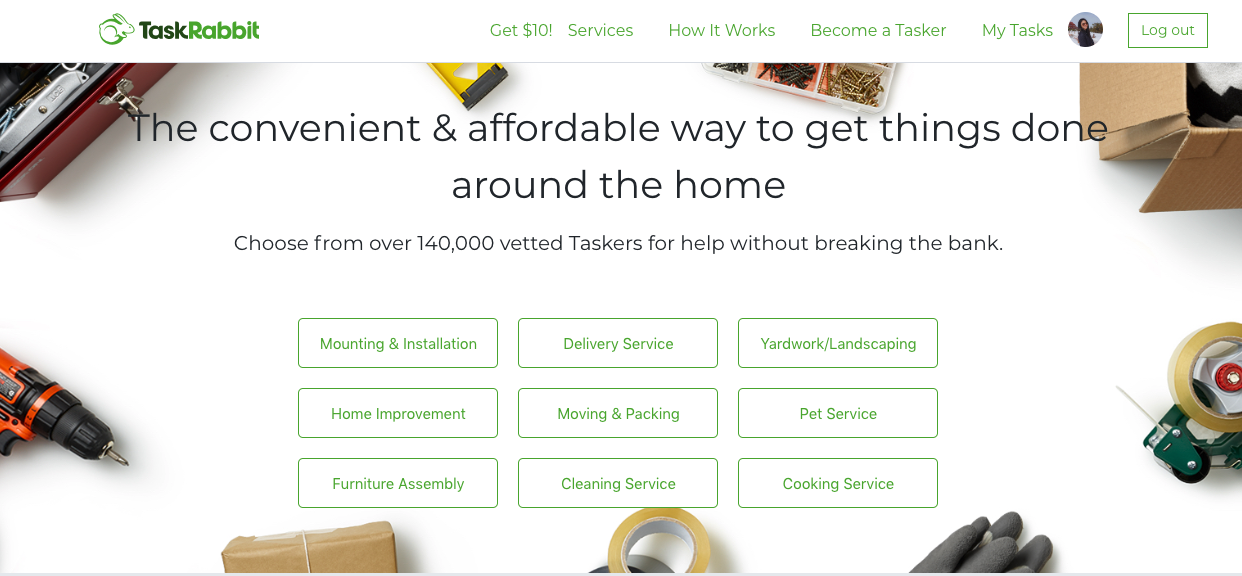 TaskRabbit
Get $10! Services How It Works Become a Tasker My Tasks Log out
The convenient & affordable way to get things done
around the home
Choose from over 140,000 vetted Taskers for help without breaking the bank.
Mounting & Installation Delivery Service Yardwork/Landscaping
Home Improvement Moving & Packing Pet Service
Furniture Assembly Cleaning Service Cooking Service